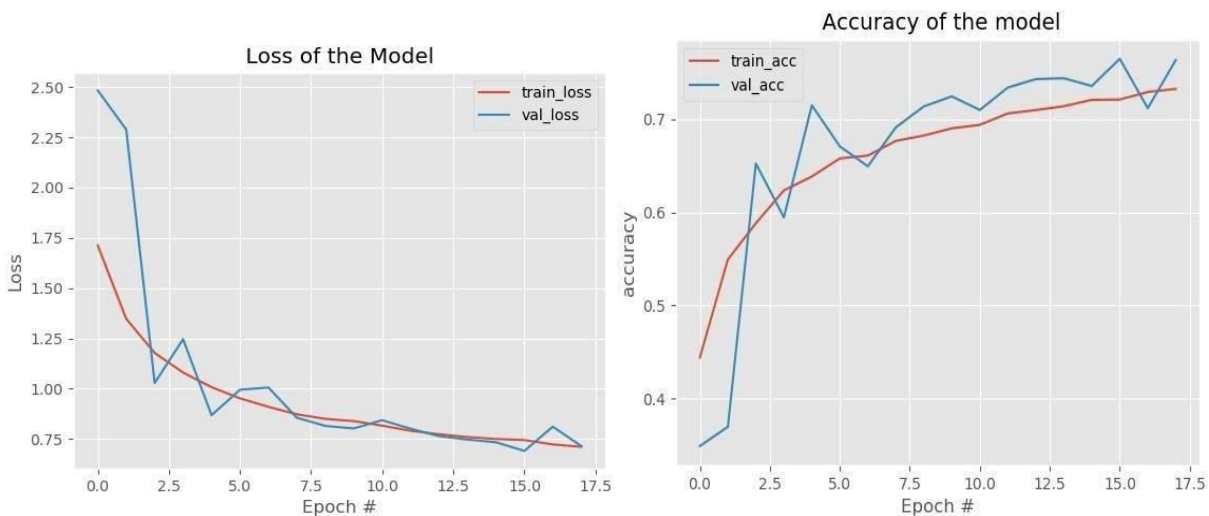 Loss of the Model
train_loss
val_loss
2.50
2.25
2.00
1.75
1.50
1.25
1.00
0.75
Loss
0.0 2.5 5.0 7.5 10.0 12.5 15.0 17.5
Epoch #
Accuracy of the model
train_acc
val_acc
0.7
0.6
0.5
0.4
accuracy
0.0 2.5 5.0 7.5 10.0 12.5 15.0 17.5
Epoch #